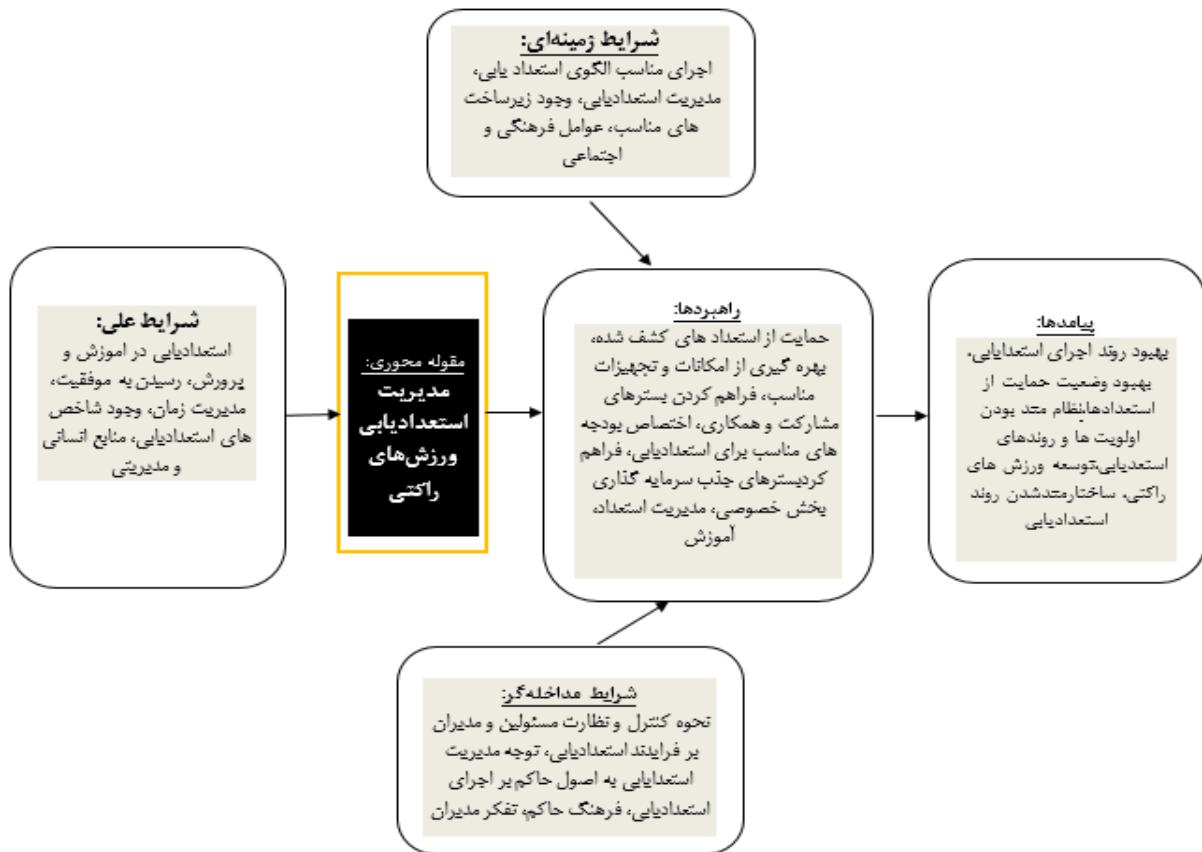 شرایط زمینه‌ای:
اجرای مناسب الگوی استعداد یابی،
مدیریت استعدادیابی، وجود زیرساخت
های مناسب، عوامل فرهنگی و
اجتماعی
شرایط علی:
استعدادیابی در اموزش و
پرورش، رسیدن به موفقیت،
مدیریت زمان، وجود شاخص
های استعدادیابی، منابع انسانی
و مدیریتی
مقوله محوری:
مدیریت
استعدادیابی
ورزش‌های
راکتی
راهبردها:
حمایت از استعداد های کشف شده،
بهره گیری از امکانات و تجهیزات
مناسب، فراهم کردن بسترهای
مشارکت و همکاری، اختصاص بودجه
های مناسب برای استعدادیابی، فراهم
کردبسترهای جذب سرمایه گذاری
بخش خصوصی، مدیریت استعداد،
آموزش
پیامدها:
بهبود روند اجرای استعدایابی،
بهبود وضعیت حمایت از
استعدادها،نظام مند بودن
اولویت ها و روندهای
استعدیابی،توسعه ورزش های
راکتی، ساختارمندشدن روند
استعدادیابی
شرایط مداخله‌گر:
نحوه کنترل و نظارت مسئولین و مدیران
بر فرایندند استعدادیابی، توجه مدیریت
استعدایابی به اصول حاکم بر اجرای
استعدادیابی، فرهنگ حاکم، تفکر مدیران